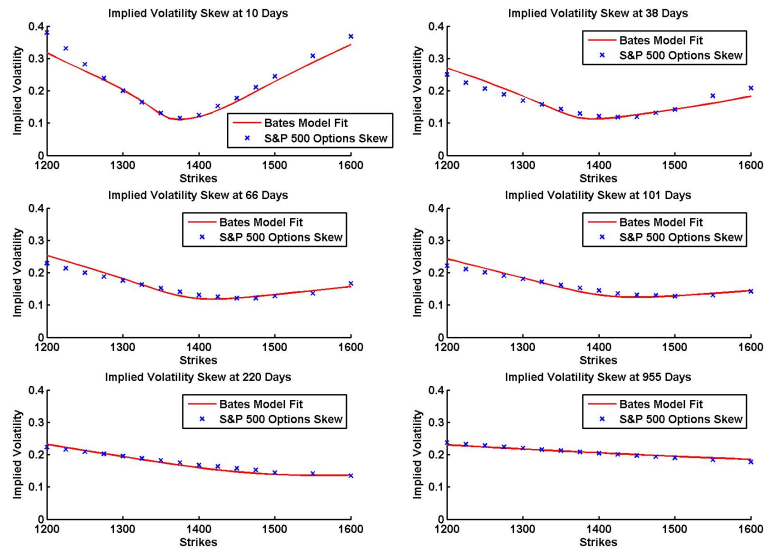 Implied Volatility Skew at 10 Days
Implied Volatility
0.4
0.3
0.2
0.1
0
1200
1300
1400
1500
1600
Strikes
Bates Model Fit
S&P 500 Options Skew
Implied Volatility Skew at 38 Days
Implied Volatility
0.4
0.3
0.2
0.1
0
1200
1300
1400
1500
1600
Strikes
Bates Model Fit
S&P 500 Options Skew
Implied Volatility Skew at 66 Days
Implied Volatility
0.4
0.3
0.2
0.1
0
1200
1300
1400
1500
1600
Strikes
Bates Model Fit
S&P 500 Options Skew
Implied Volatility Skew at 101 Days
Implied Volatility
0.4
0.3
0.2
0.1
0
1200
1300
1400
1500
1600
Strikes
Bates Model Fit
S&P 500 Options Skew
Implied Volatility Skew at 220 Days
Implied Volatility
0.4
0.3
0.2
0.1
0
1200
1300
1400
1500
1600
Strikes
Bates Model Fit
S&P 500 Options Skew
Implied Volatility Skew at 955 Days
Implied Volatility
0.4
0.3
0.2
0.1
0
1200
1300
1400
1500
1600
Strikes
Bates Model Fit
S&P 500 Options Skew